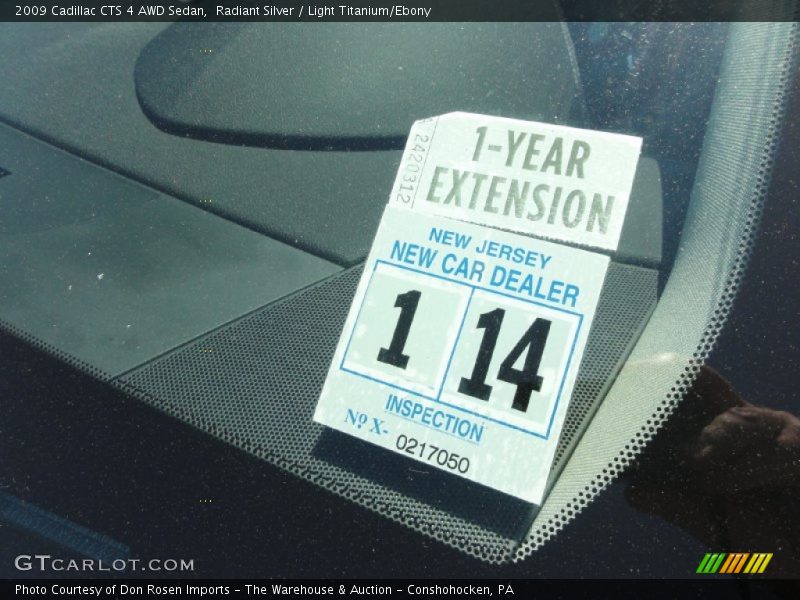 2009 Cadillac CTS 4 AWD Sedan, Radiant Silver / Light Titanium/Ebony
2420312
1-YEAR
EXTENSION
NEW JERSEY
NEW CAR DEALER
1 14
INSPECTION
Nº X- 0217050
GTCARLOT.COM
Photo Courtesy of Don Rosen Imports - The Warehouse & Auction - Conshohocken, PA